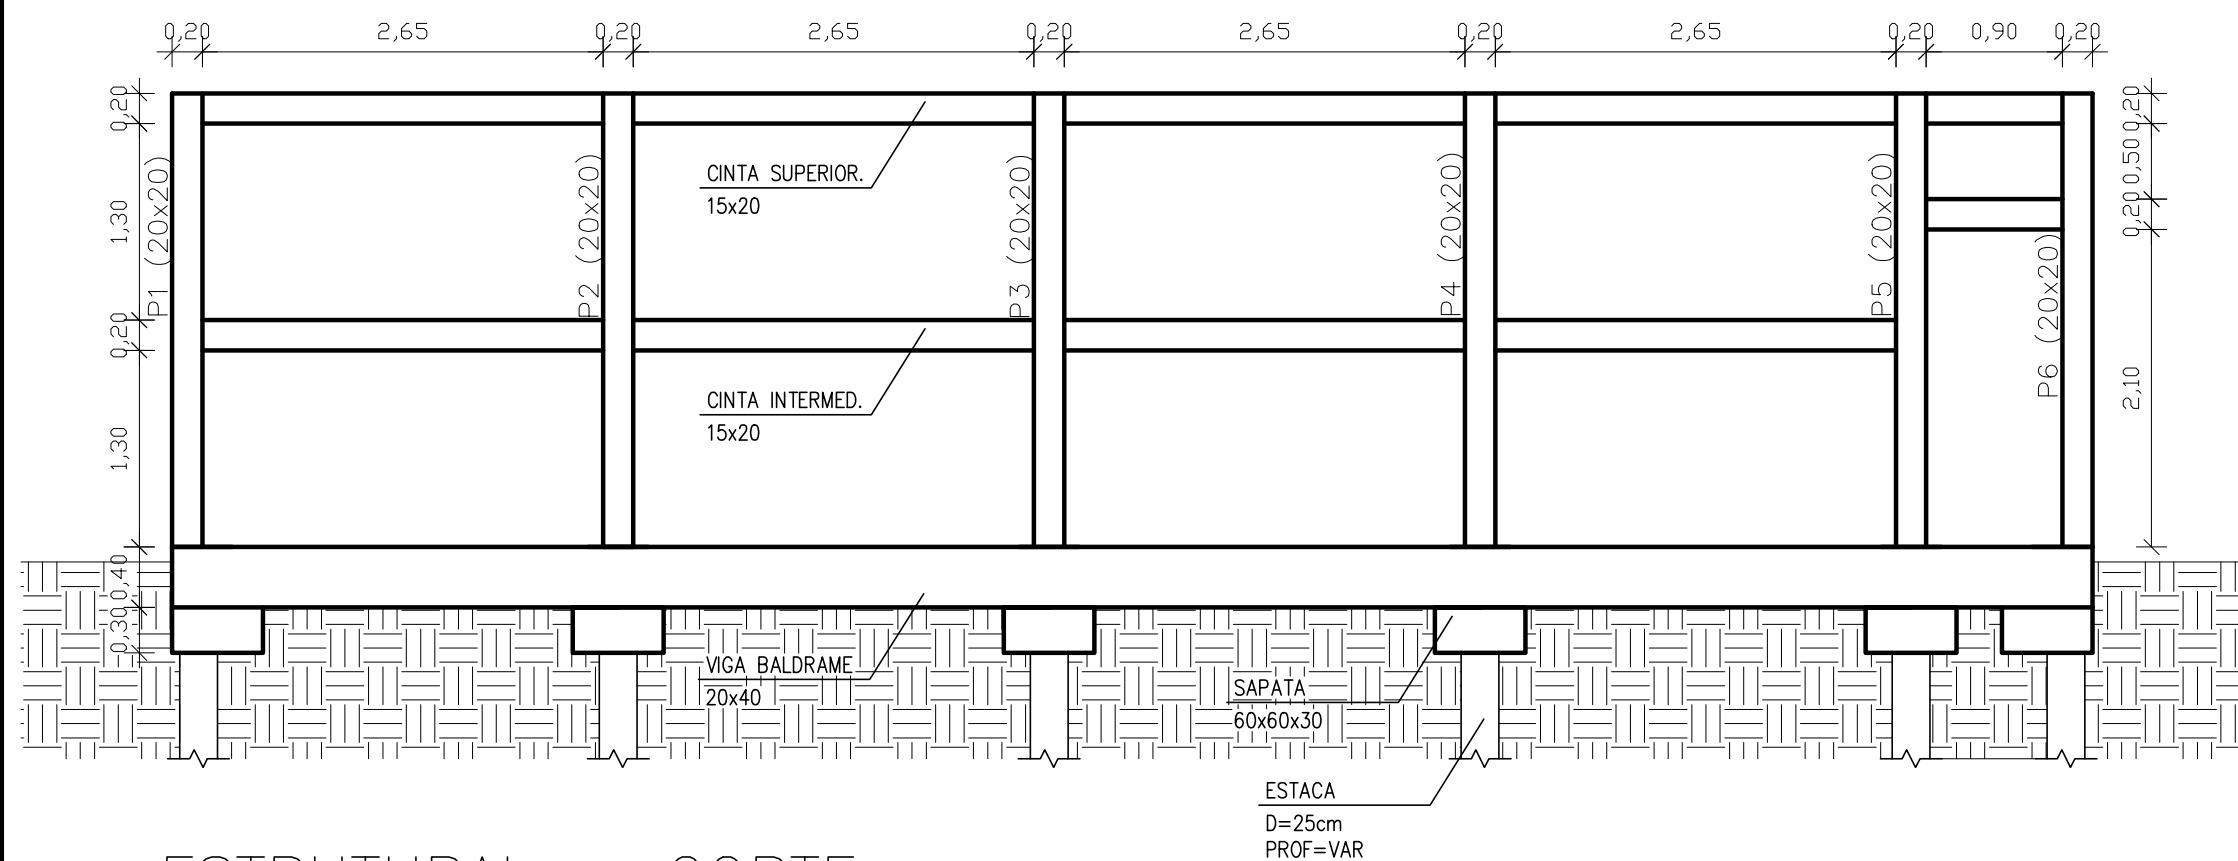 0,20 2,65 0,20 2,65 0,20 2,65 0,20 2,65 0,20 0,90 0,20
0,20
1,30
0,20
1,30
0,40
0,30
P1 (20x20)
P2 (20x20)
CINTA SUPERIOR.
15x20
CINTA INTERMED.
15x20
P3 (20x20)
P4 (20x20)
P5 (20x20)
P6 (20x20)
0,20
0,50
0,20
2,10
VIGA BALDRAME
20x40
SAPATA
60x60x30
ESTACA
D=25cm
PROF=VAR
ESTRUTURAL CORTE